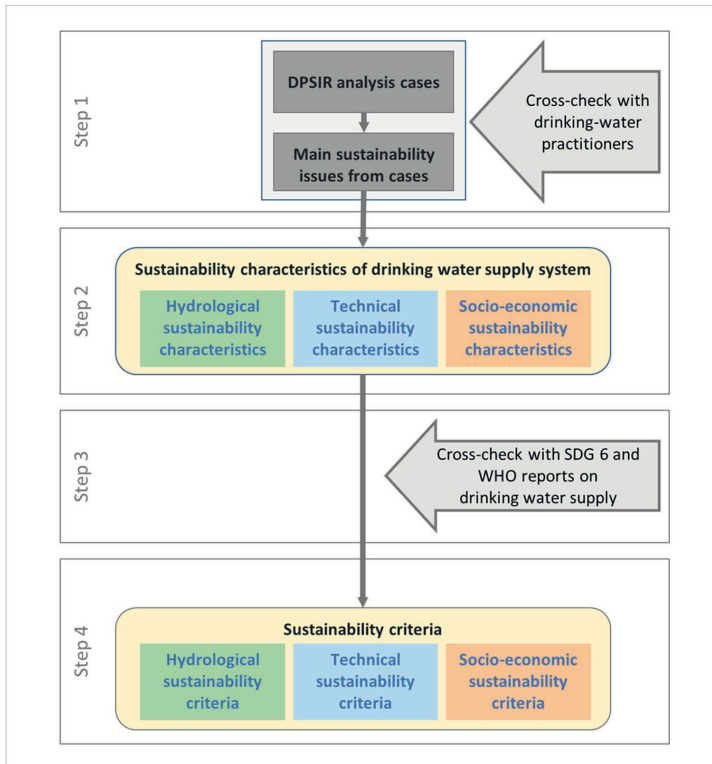 Step 1
DPSIR analysis cases
Main sustainability
issues from cases
Cross-check with
drinking-water
practitioners
Step 2
Sustainability characteristics of drinking water supply system
Hydrological
sustainability
characteristics
Technical
sustainability
characteristics
Socio-economic
sustainability
characteristics
Step 3
Cross-check with SDG 6 and
WHO reports on
drinking water supply
Step 4
Sustainability criteria
Hydrological
sustainability
criteria
Technical
sustainability
criteria
Socio-economic
sustainability
criteria